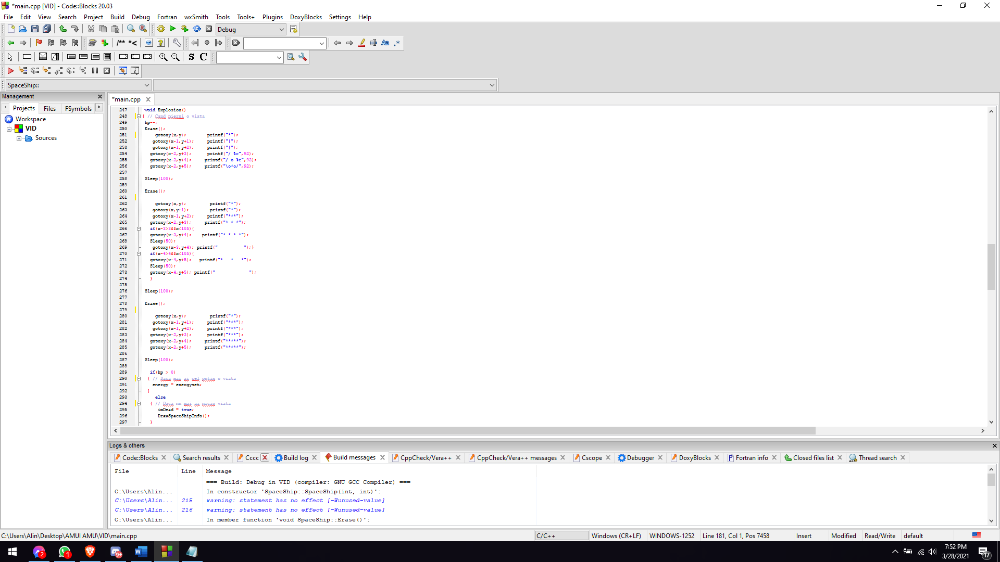 *main.cpp [VID] - Code::Blocks 20.03
File Edit View Search Project Build Debug Fortran wxSmith Tools Tools+ Plugins DoxyBlocks Settings Help
Debug
/** *<
S C
SpaceShip::
Management
*main.cpp
Projects Files FSymbols
Workspace
VID
Sources
247 void Explosion()
248 { // Cand pierzi o viata
249 hp--;
250 Erase();
251 gotoxy(x,y); printf("*");
252 gotoxy(x-1,y+1); printf("|");
253 gotoxy(x-1,y+2); printf("|");
254 gotoxy(x-2,y+3); printf("/ %c",92);
255 gotoxy(x-2,y+4); printf("/ o %c",92);
256 gotoxy(x-2,y+5); printf("\o*o/",92);
257
258 Sleep(100);
259
260 Erase();
261
262 gotoxy(x,y); printf("*");
263 gotoxy(x,y+1); printf("*");
264 gotoxy(x-1,y+2); printf("***");
265 gotoxy(x-2,y+3); printf("* * *");
266 if(x-3>3&&x<105){
267 gotoxy(x-3,y+4); printf("* * * *");
268 Sleep(50);
269 gotoxy(x-3,y+4); printf(" ");}
270 if(x-4>4&&x<105){
271 gotoxy(x-4,y+5); printf("* * *");
272 Sleep(50);
273 gotoxy(x-4,y+5); printf(" ");
274 }
275
276 Sleep(100);
277
278 Erase();
279
280 gotoxy(x,y); printf("*");
281 gotoxy(x-1,y+1); printf("***");
282 gotoxy(x-1,y+2); printf("***");
283 gotoxy(x-2,y+3); printf("***");
284 gotoxy(x-2,y+4); printf("*****");
285 gotoxy(x-2,y+5); printf("*****");
286
287 Sleep(100);
288
289 if(hp > 0)
290 { // Daca mai ai cel putin o viata
291 energy = energyset;
292 }
293 else
294 { // Daca nu mai ai nicio viata
295 imDead = true;
296 DrawSpaceShipInfo();
297 }
Logs & others
Code::Blocks Search results Cccc Build log Build messages CppCheck/Vera++ CppCheck/Vera++ messages Cscope Debugger DoxyBlocks Fortran info Closed files list Thread search
File Line Message
=== Build: Debug in VID (compiler: GNU GCC Compiler) ===
C:\Users\Alin... In constructor 'SpaceShip::SpaceShip(int, int)':
C:\Users\Alin... 215 warning: statement has no effect [-Wunused-value]
C:\Users\Alin... 216 warning: statement has no effect [-Wunused-value]
C:\Users\Alin... In member function 'void SpaceShip::Erase()':
C:\Users\Alin\Desktop\AMUI AMU\VID\main.cpp C/C++ Windows (CR+LF) WINDOWS-1252 Line 181, Col 1, Pos 7458 Insert Modified Read/Write default
2 1 9+ 7:52 PM
3/28/2021 17